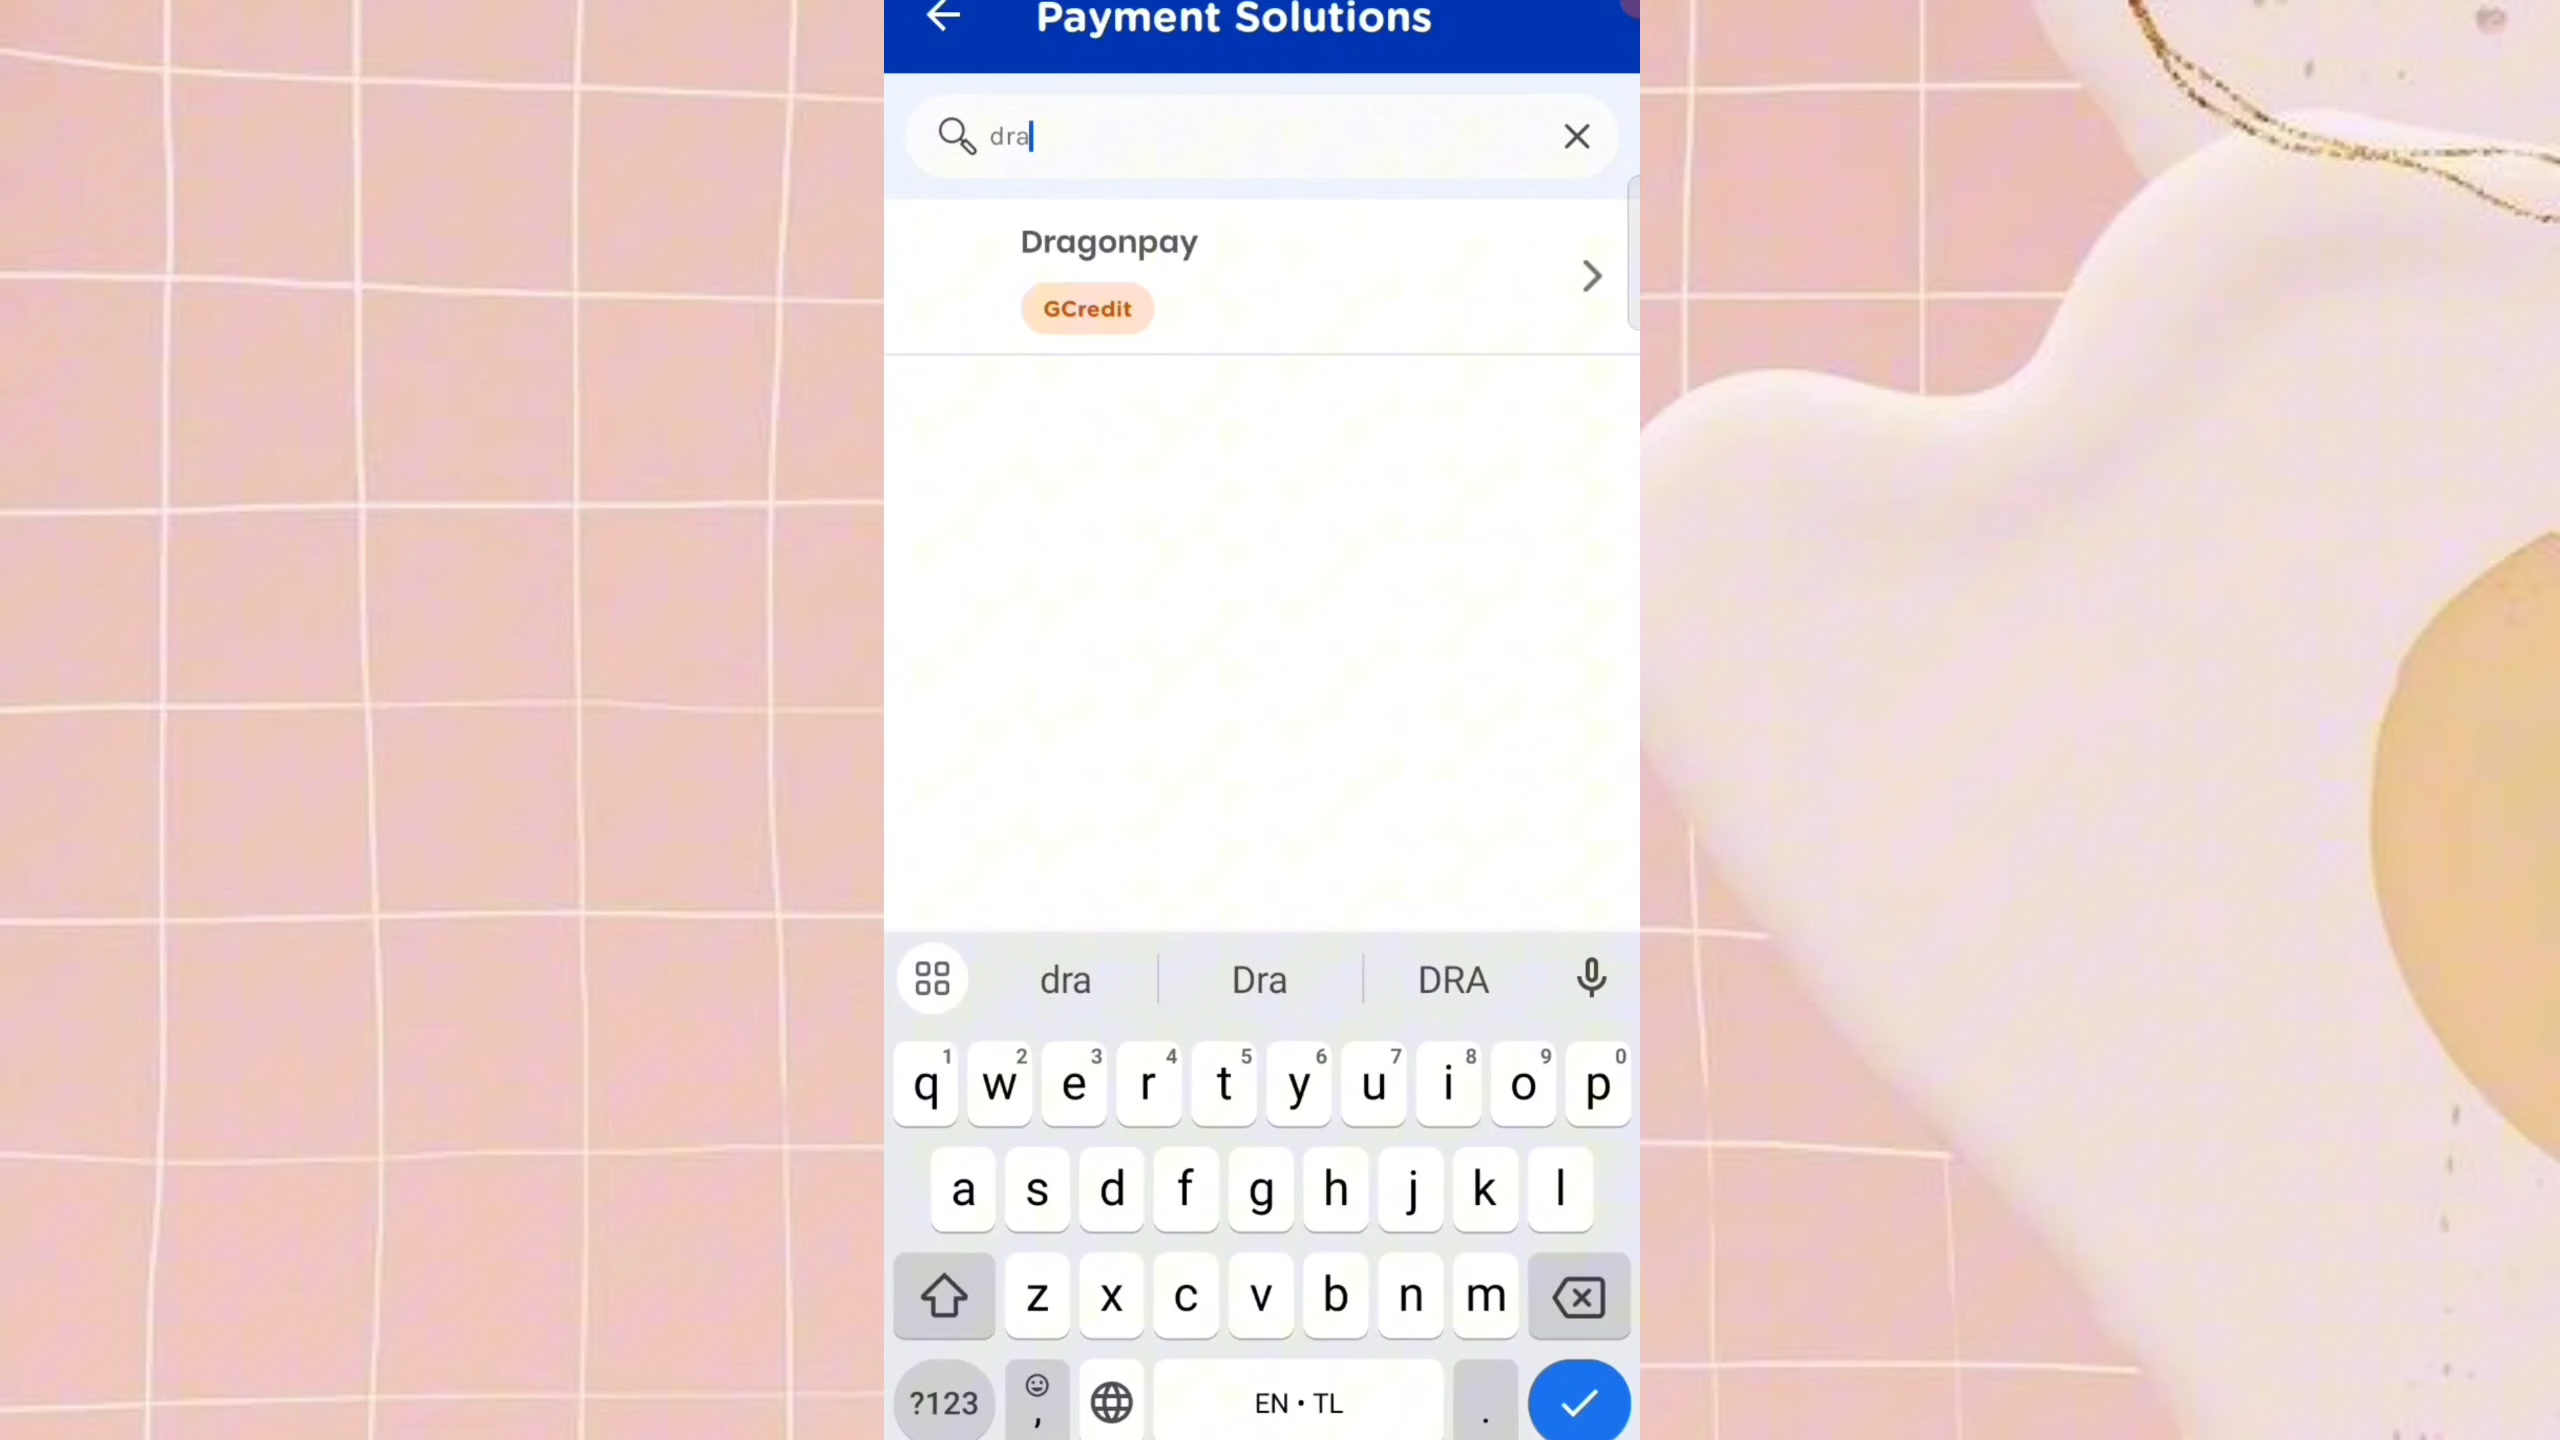 Payment Solutions
dra
Dragonpay
GCredit
dra Dra DRA
1 2 3 4 5 6 7 8 9 0
q w e r t y u i o p
a s d f g h j k l
z x c v b n m
?123 , EN • TL .